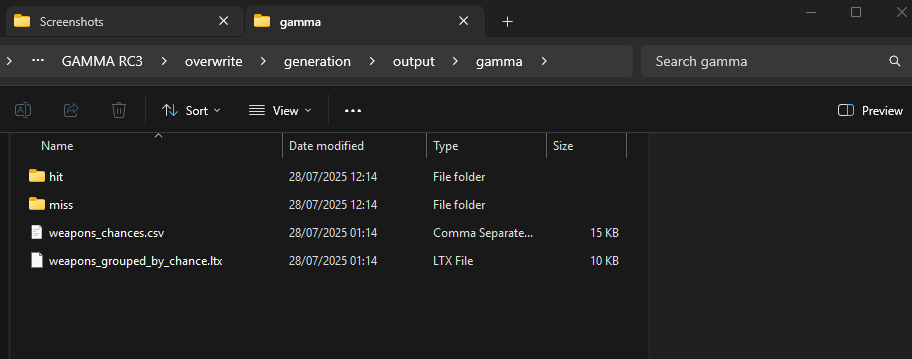 Screenshots
gamma
GAMMA RC3 overwrite generation output gamma
Search gamma
Sort View Preview
Name Date modified Type Size
hit 28/07/2025 12:14 File folder
miss 28/07/2025 12:14 File folder
weapons_chances.csv 28/07/2025 01:14 Comma Separate... 15 KB
weapons_grouped_by_chance.ltx 28/07/2025 01:14 LTX File 10 KB